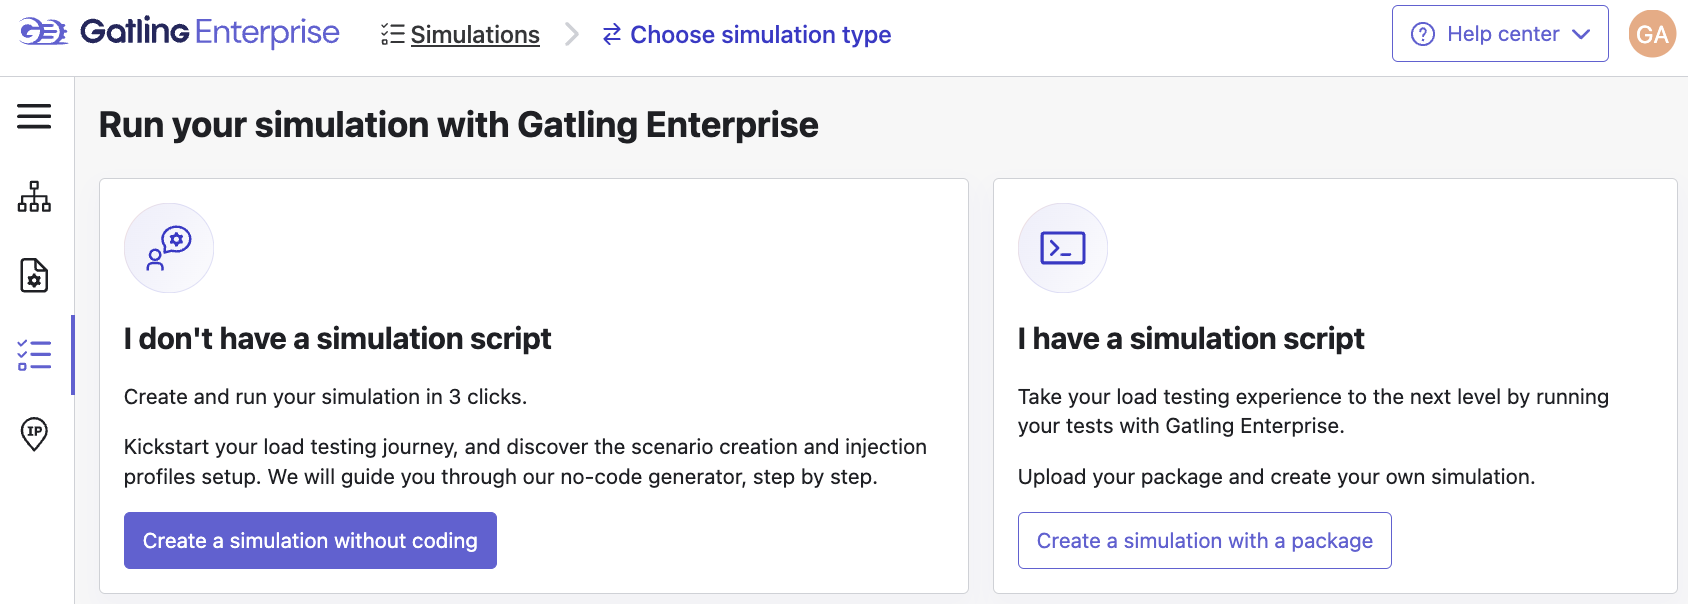 Gatling Enterprise
Simulations
Choose simulation type
Help center
GA
Run your simulation with Gatling Enterprise
I don't have a simulation script
Create and run your simulation in 3 clicks.
Kickstart your load testing journey, and discover the scenario creation and injection
profiles setup. We will guide you through our no-code generator, step by step.
Create a simulation without coding
I have a simulation script
Take your load testing experience to the next level by running
your tests with Gatling Enterprise.
Upload your package and create your own simulation.
Create a simulation with a package
IP